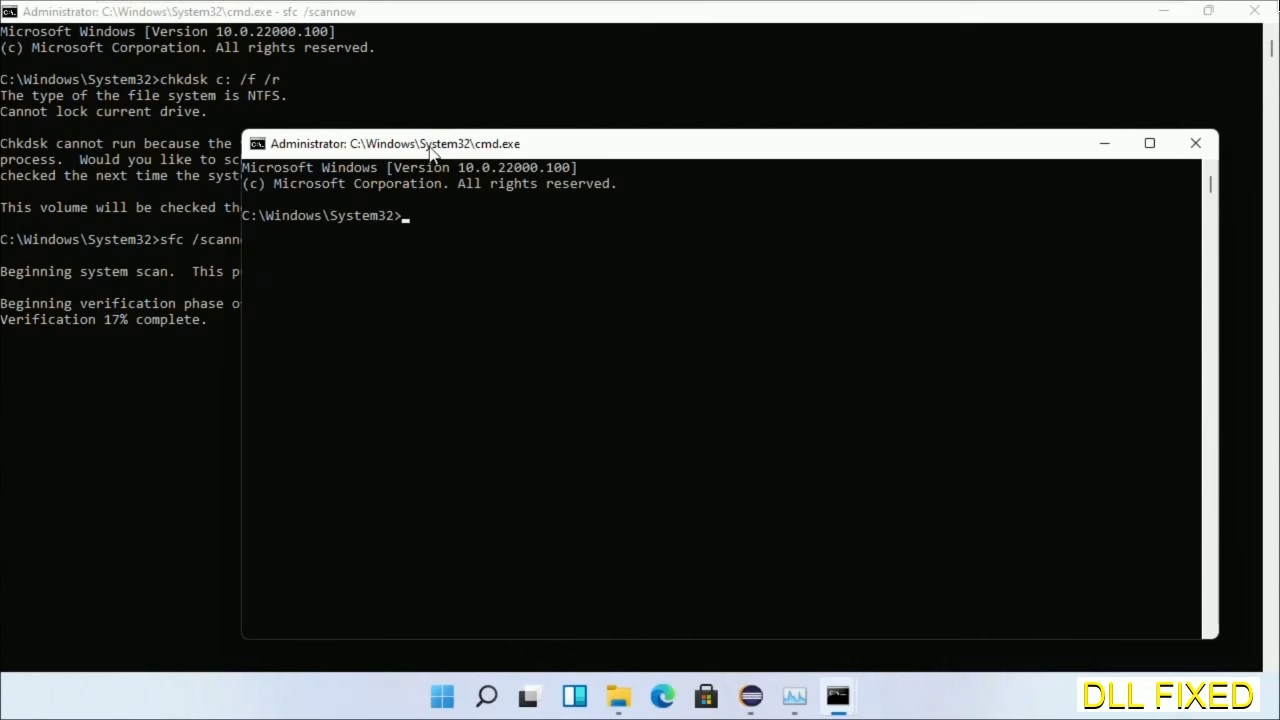 Administrator: C:\Windows\System32\cmd.exe - sfc /scannow
Microsoft Windows [Version 10.0.22000.100]
(c) Microsoft Corporation. All rights reserved.
C:\Windows\System32>chkdsk c: /f /r
The type of the file system is NTFS.
Cannot lock current drive.
Chkdsk cannot run because the
process. Would you like to sc
checked the next time the syst
This volume will be checked th
C:\Windows\System32>sfc /scann
Beginning system scan. This p
Beginning verification phase o
Verification 17% complete.
Administrator: C:\Windows\System32\cmd.exe
Microsoft Windows [Version 10.0.22000.100]
(c) Microsoft Corporation. All rights reserved.
C:\Windows\System32>
DLL FIXED